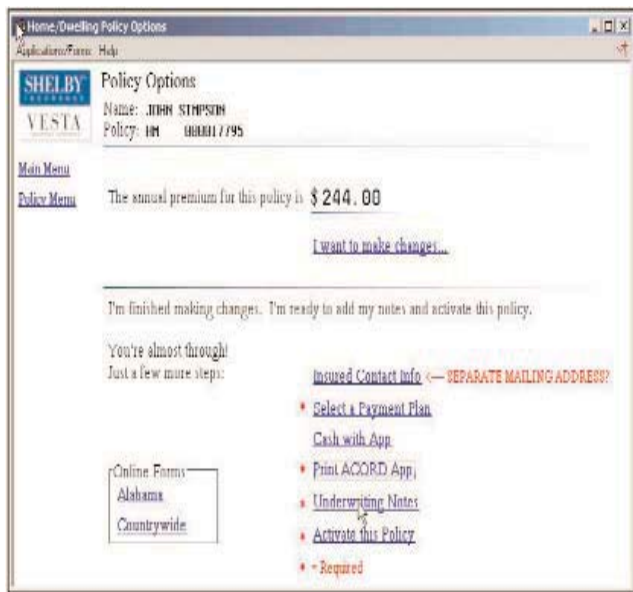 Home/Dwelling Policy Options
Applications/Forms Help
SHELBY
INSURANCE
VESTA
Policy Options
Name: JOHN SIMPSON
Policy: HM 000017795
Main Menu
Policy Menu
The annual premium for this policy is $244.00
I want to make changes...
I'm finished making changes. I'm ready to add my notes and activate this policy.
You're almost through!
Just a few more steps:
Insured Contact Info <— SEPARATE MAILING ADDRESS?
* Select a Payment Plan
Cash with App
* Print ACORD App
* Underwriting Notes
* Activate this Policy
* = Required
Online Forms
Alabama
Countrywide